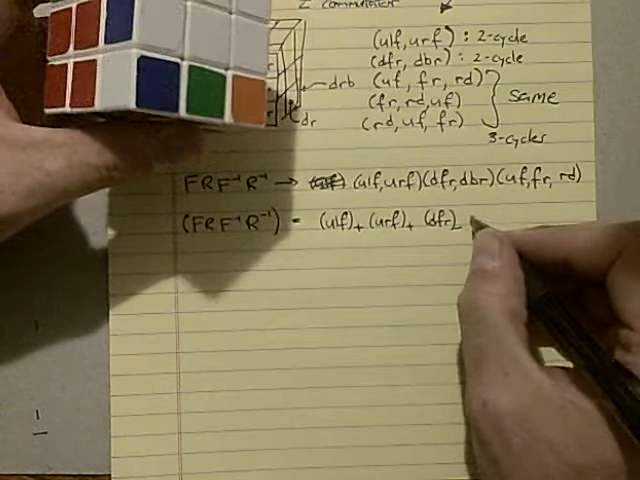 Z commutator
(ulf, urf) : 2-cycle
(dfr, dbr) : 2-cycle
drb (uf, fr, rd)
(fr, rd, uf) } same
dr (rd, uf, fr)
3-cycles
FRF⁻¹R⁻¹ → (ulf, urf)(dfr, dbr)(uf, fr, rd)
(FRF⁻¹R⁻¹)² = (ulf)₊ (urf)₊ (dfr)₋